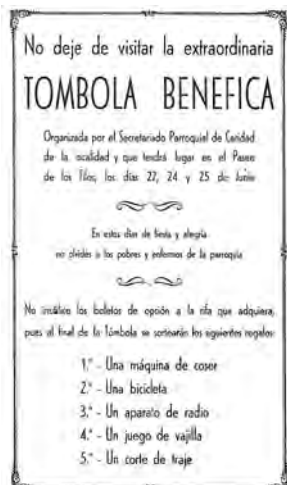 No deje de visitar la extraordinaria
TOMBOLA BENEFICA
Organizada por el Secretariado Parroquial de Caridad
de la localidad y que tendrá lugar en el Paseo
de los Tilos, los días 22, 24 y 25 de Junio
En estos días de fiesta y alegría
no olvides a los pobres y enfermos de la parroquia
No inutilice los boletos de opción a la rifa que adquiera,
pues al final de la Tómbola se sortearán los siguientes regalos:
1.° - Una máquina de coser
2.° - Una bicicleta
3.° - Un aparato de radio
4.° - Un juego de vajilla
5.° - Un corte de traje